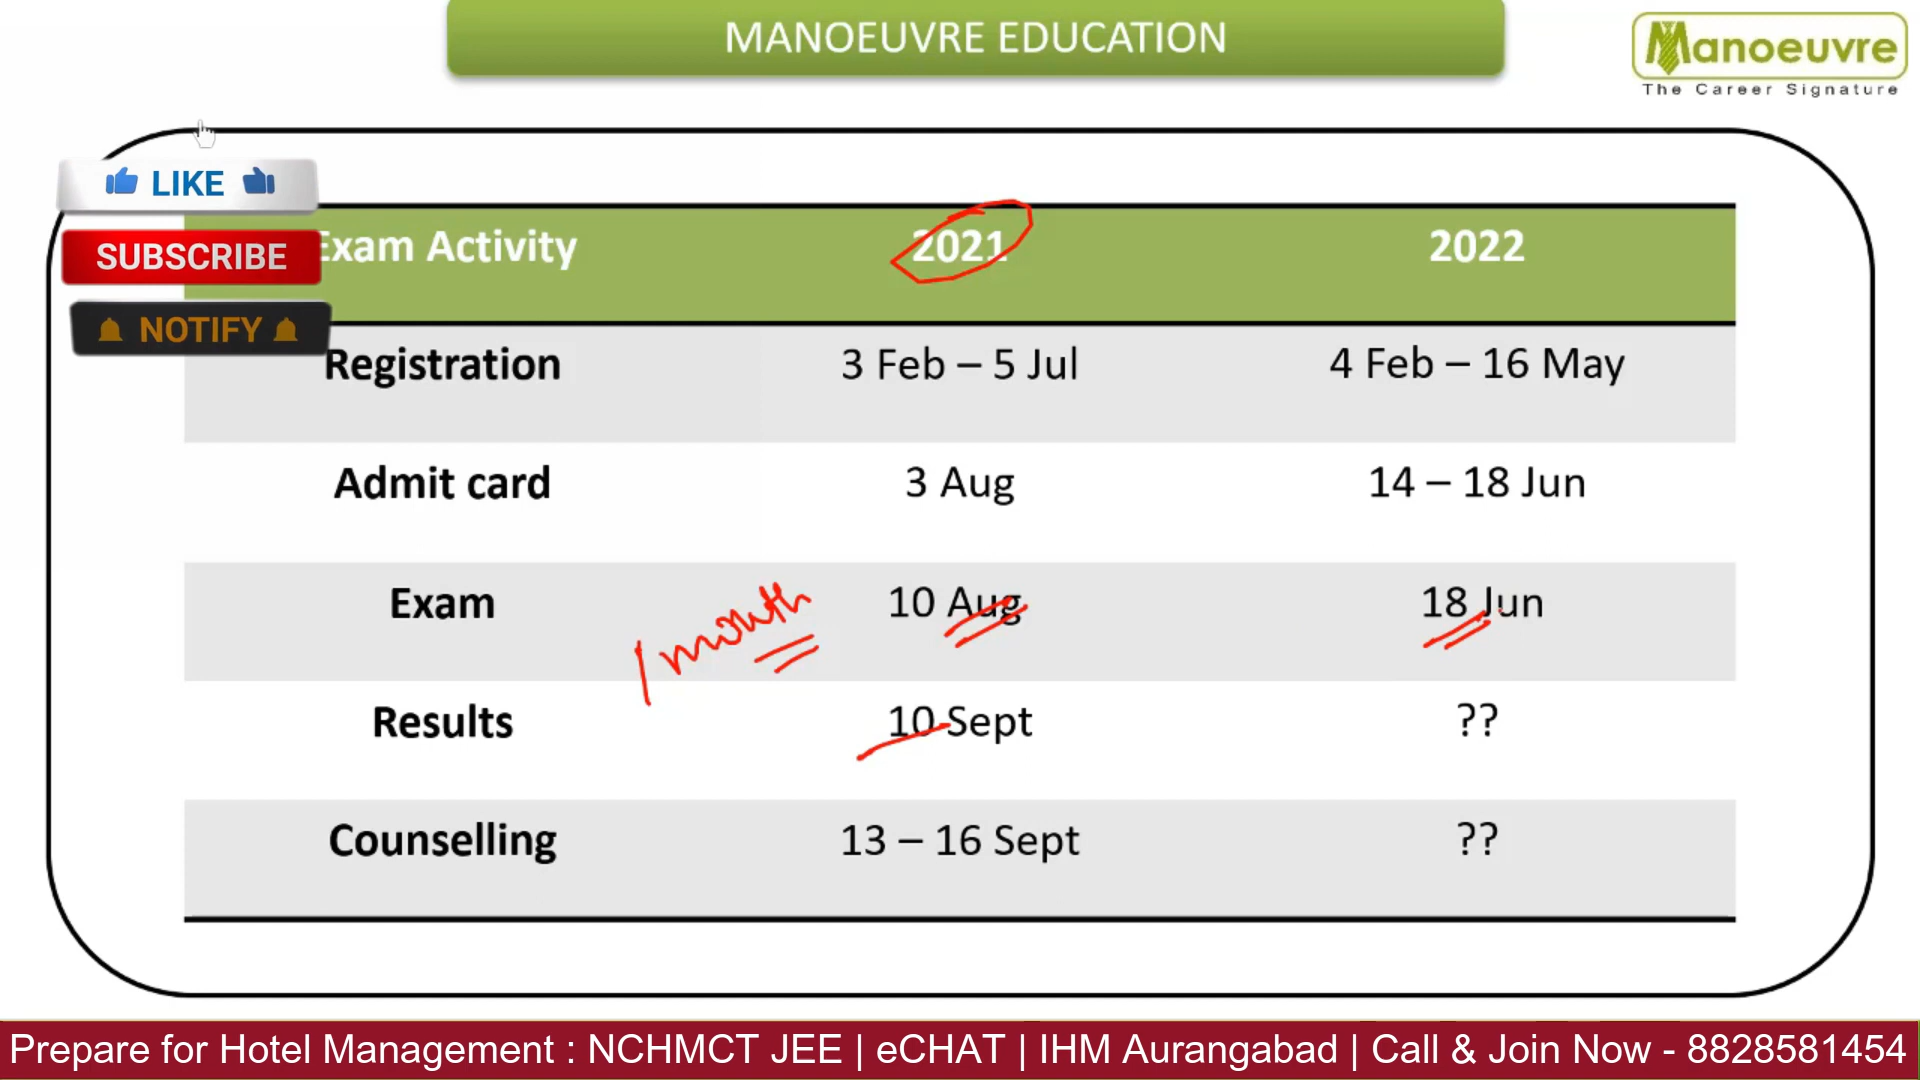 MANOEUVRE EDUCATION
Manoeuvre
The Career Signature
LIKE
SUBSCRIBE
NOTIFY
Exam Activity 2021 2022
Registration 3 Feb – 5 Jul 4 Feb – 16 May
Admit card 3 Aug 14 – 18 Jun
Exam 10 Aug 18 Jun
1 month
Results 10 Sept ??
Counselling 13 – 16 Sept ??
Prepare for Hotel Management : NCHMCT JEE | eCHAT | IHM Aurangabad | Call & Join Now - 8828581454